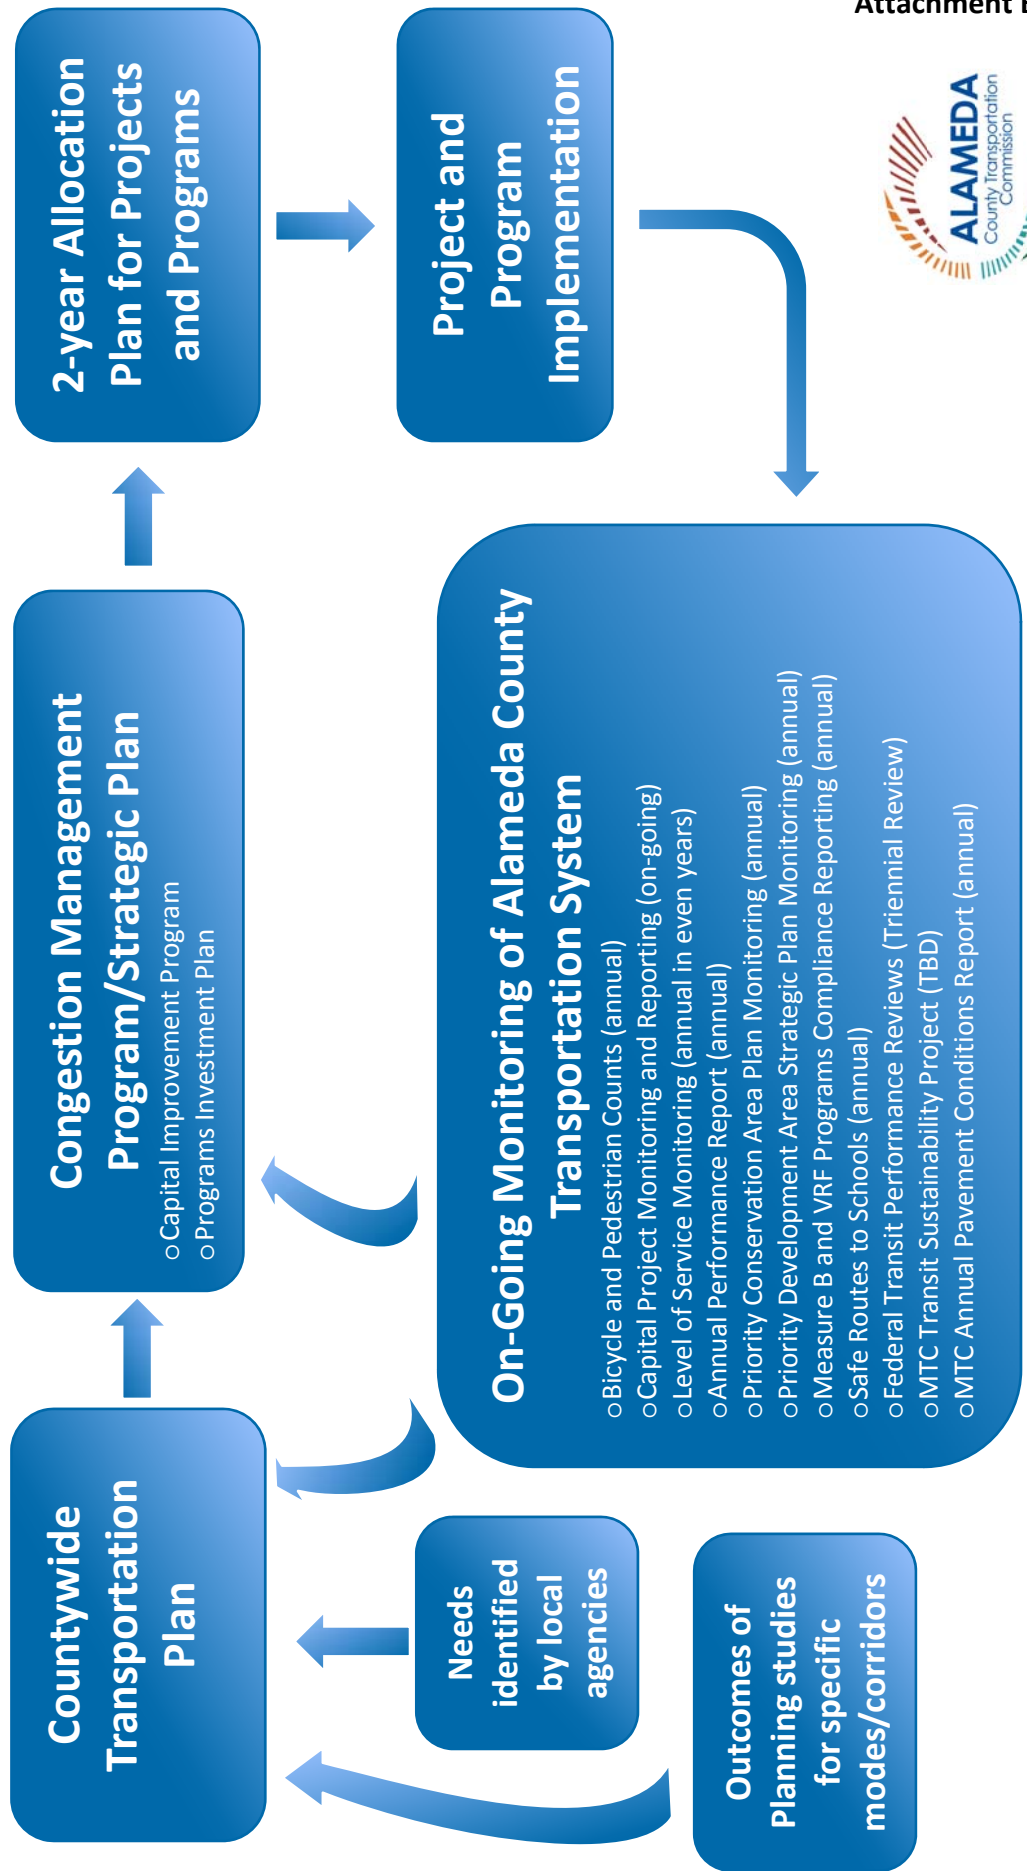 Attachment B
Countywide
Transportation
Plan
Congestion Management
Program/Strategic Plan
○Capital Improvement Program
○Programs Investment Plan
2-year Allocation
Plan for Projects
and Programs
Needs
identified
by local
agencies
Outcomes of
Planning studies
for specific
modes/corridors
On-Going Monitoring of Alameda County
Transportation System
○Bicycle and Pedestrian Counts (annual)
○Capital Project Monitoring and Reporting (on-going)
○Level of Service Monitoring (annual in even years)
○Annual Performance Report (annual)
○Priority Conservation Area Plan Monitoring (annual)
○Priority Development Area Strategic Plan Monitoring (annual)
○Measure B and VRF Programs Compliance Reporting (annual)
○Safe Routes to Schools (annual)
○Federal Transit Performance Reviews (Triennial Review)
○MTC Transit Sustainability Project (TBD)
○MTC Annual Pavement Conditions Report (annual)
Project and
Program
Implementation
ALAMEDA
County Transportation
Commission